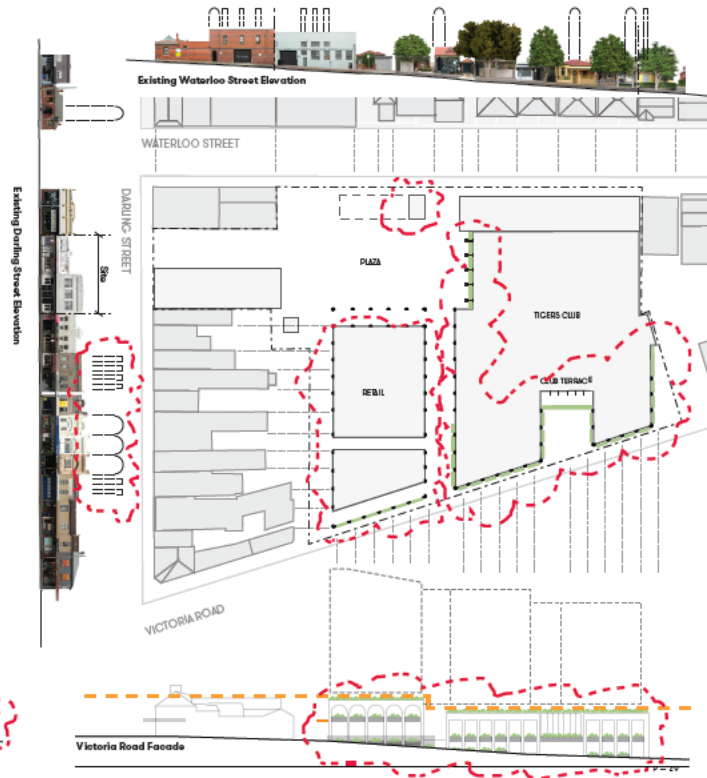 Existing Waterloo Street Elevation
WATERLOO STREET
DARLING STREET
Existing Darling Street Elevation
Site
PLAZA
TIGERS CLUB
CLUB TERRACE
RETAIL
VICTORIA ROAD
Victoria Road Facade